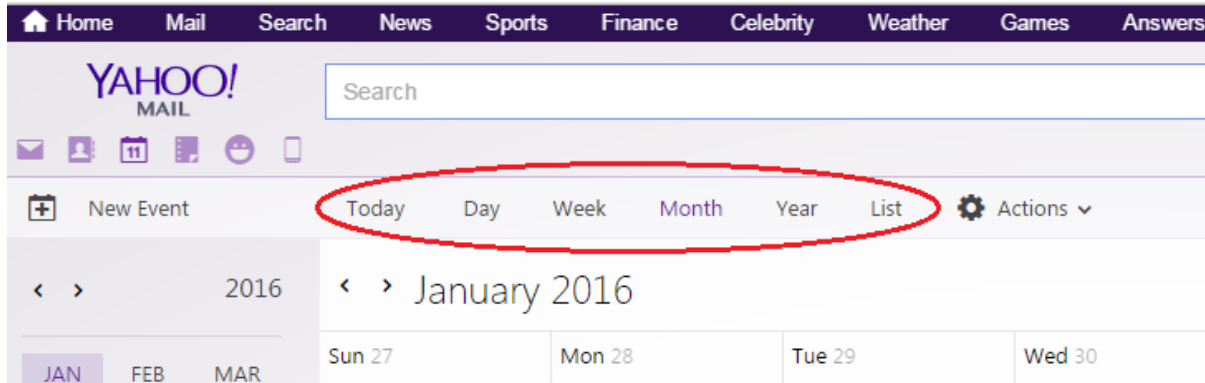 Home Mail Search News Sports Finance Celebrity Weather Games Answers
YAHOO!
MAIL
Search
11
New Event Today Day Week Month Year List Actions
2016 January 2016
Sun 27 Mon 28 Tue 29 Wed 30
JAN FEB MAR